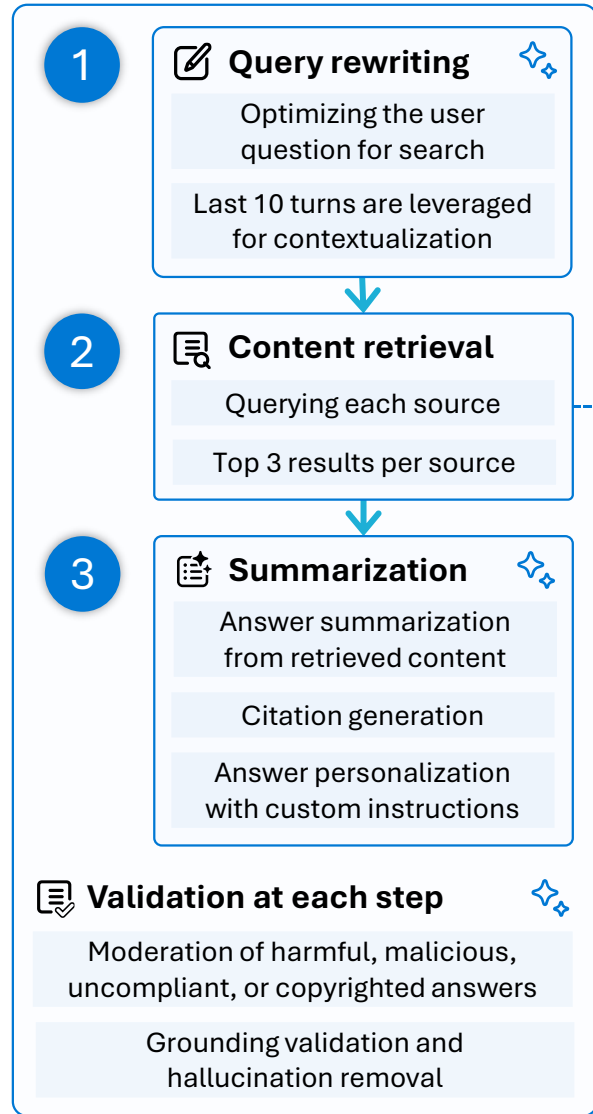 1
Query rewriting
Optimizing the user
question for search
Last 10 turns are leveraged
for contextualization
2
Content retrieval
Querying each source
Top 3 results per source
3
Summarization
Answer summarization
from retrieved content
Citation generation
Answer personalization
with custom instructions
Validation at each step
Moderation of harmful, malicious,
uncompliant, or copyrighted answers
Grounding validation and
hallucination removal